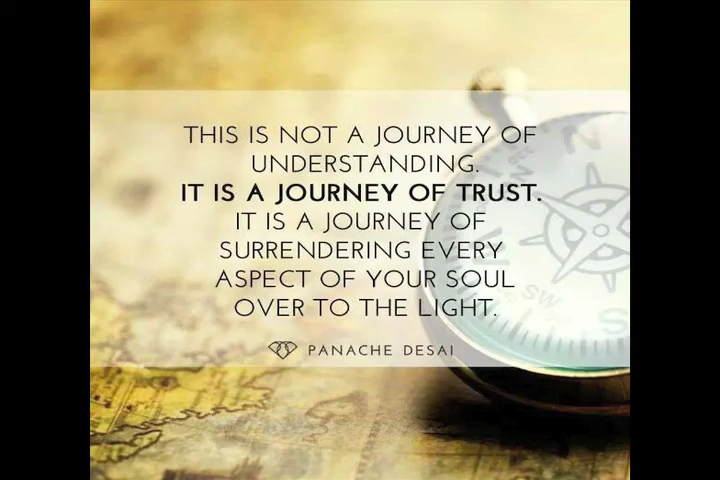 THIS IS NOT A JOURNEY OF
UNDERSTANDING.
IT IS A JOURNEY OF TRUST.
IT IS A JOURNEY OF
SURRENDERING EVERY
ASPECT OF YOUR SOUL
OVER TO THE LIGHT.
PANACHE DESAI
N
W
SW
S